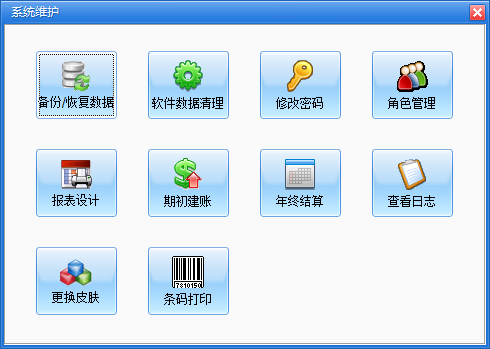 系统维护
备份/恢复数据
软件数据清理
修改密码
角色管理
报表设计
期初建账
年终结算
查看日志
更换皮肤
7810150
条码打印